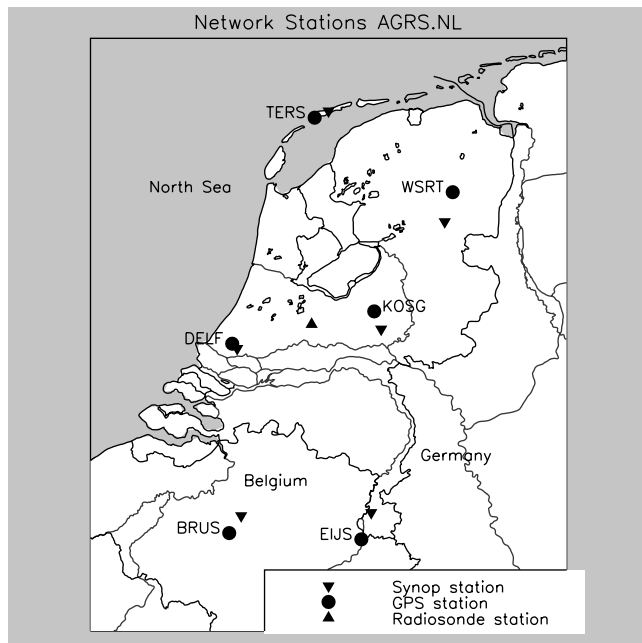 Network Stations AGRS.NL
TERS
North Sea
WSRT
KOSG
DELF
Germany
Belgium
BRUS
EIJS
Synop station
GPS station
Radiosonde station